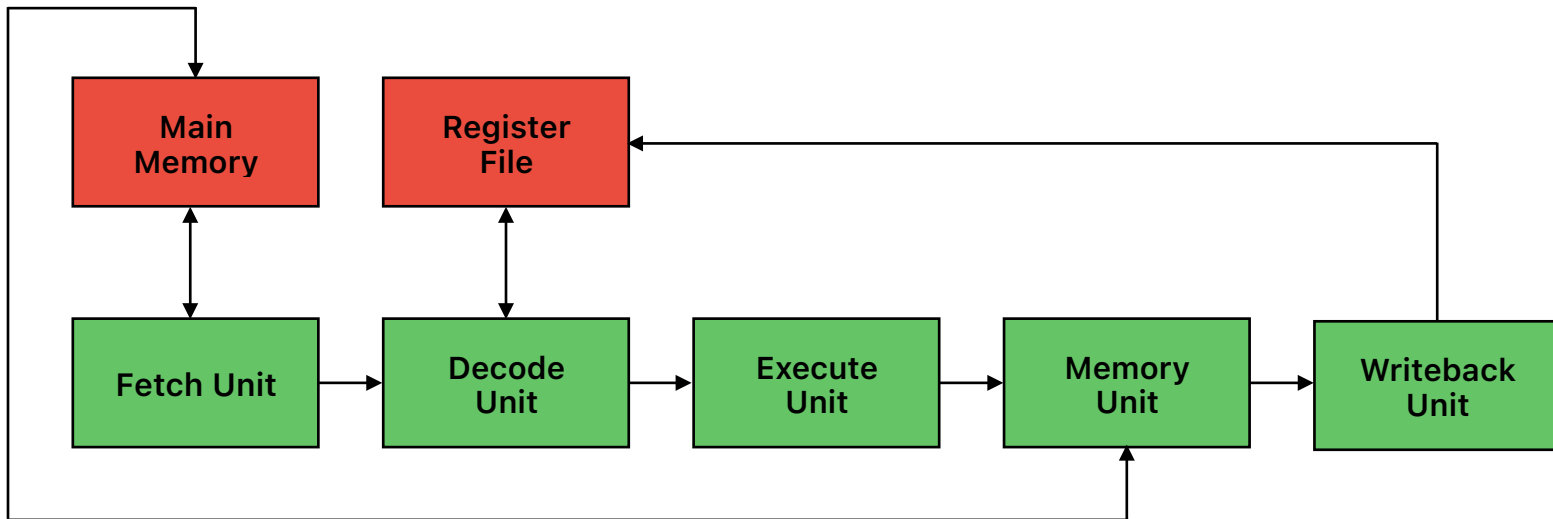 Main
Memory
Register
File
Fetch Unit
Decode
Unit
Execute
Unit
Memory
Unit
Writeback
Unit